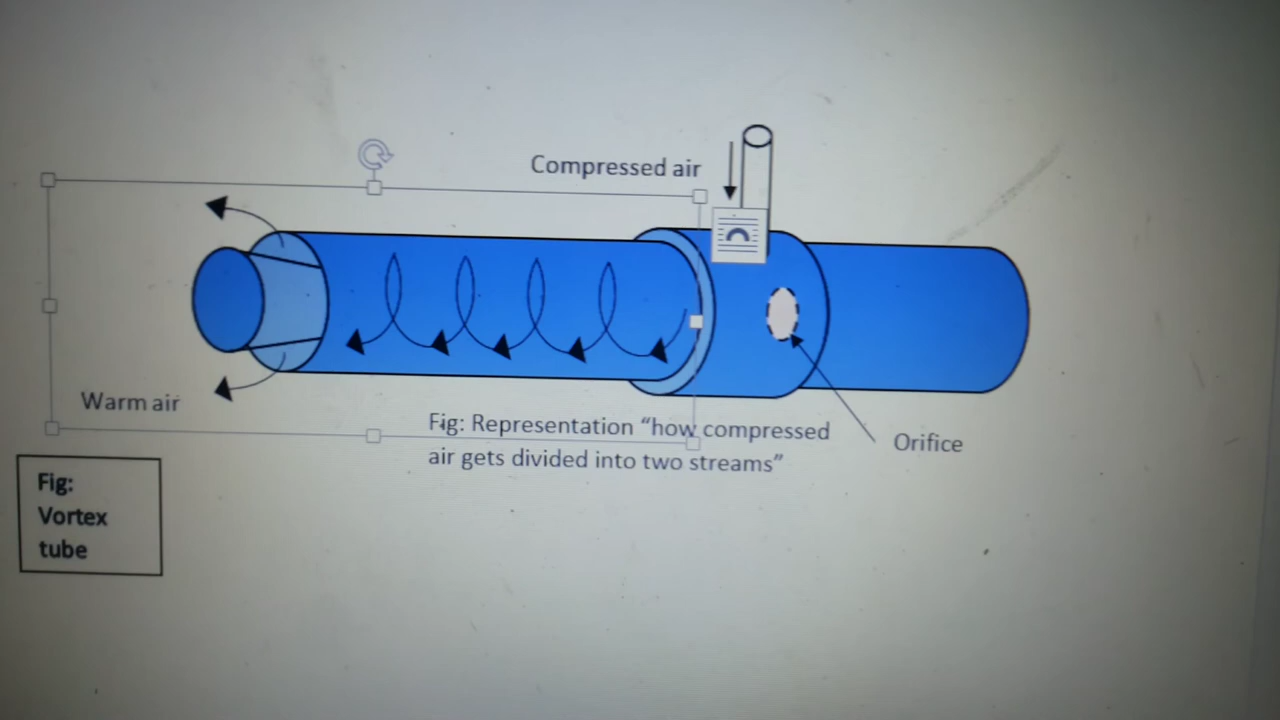 Compressed air
Warm air
Fig: Representation “how compressed
air gets divided into two streams”
Orifice
Fig:
Vortex
tube